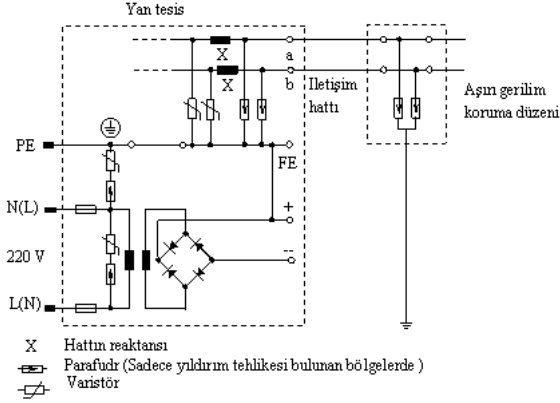 Yan tesis
X
a
X
b
İletişim
hattı
Aşırı gerilim
koruma düzeni
PE
FE
N(L)
+
220 V
--
L(N)
X Hattın reaktansı
Parafudr (Sadece yıldırım tehlikesi bulunan bölgelerde )
Varistör